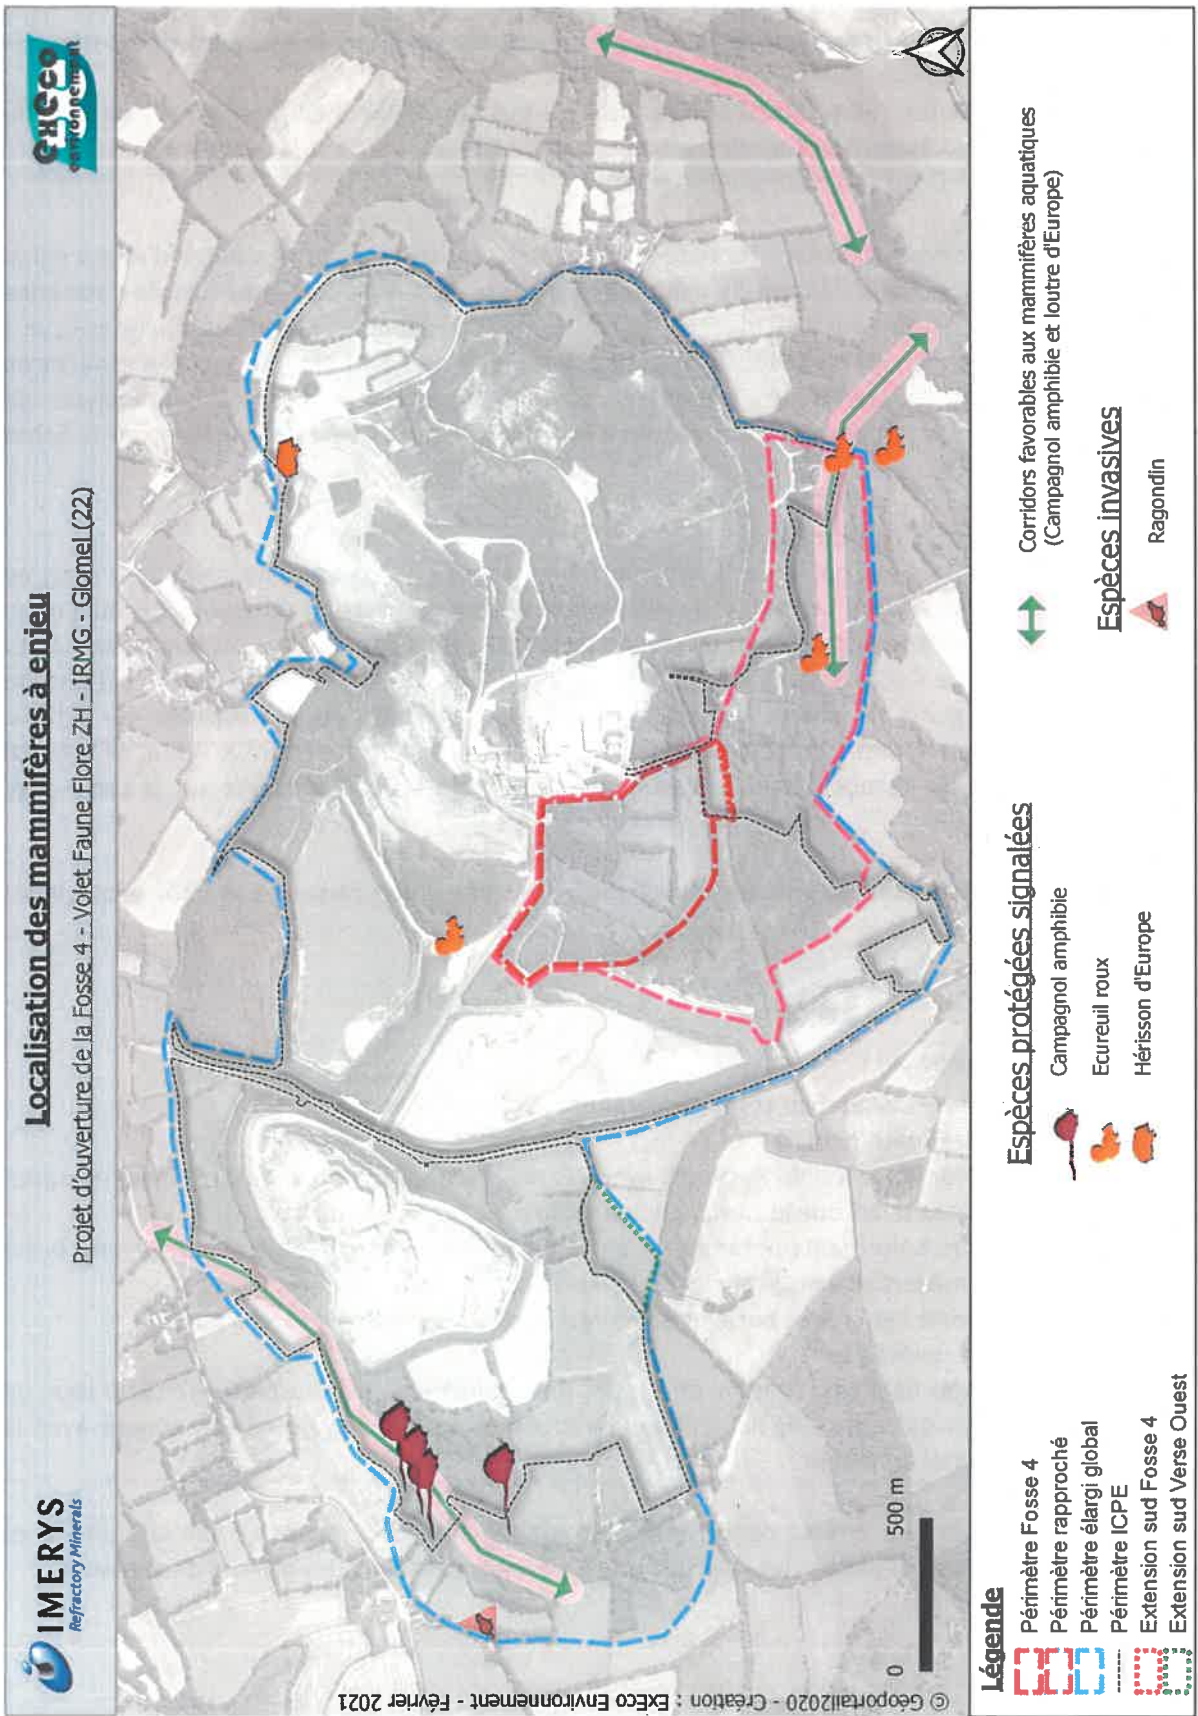 IMERYS
Refractory Minerals
Localisation des mammifères à enjeu
Projet d'ouverture de la Fosse 4 - Volet Faune Flore ZH - IRMG - Glomel (22)
execo
environnement
© Géoportail2020 - Création : ExEco Environnement - Février 2021
0
500 m
Légende
Périmètre Fosse 4
Périmètre rapproché
Périmètre élargi global
Périmètre ICPE
Extension sud Fosse 4
Extension sud Verse Ouest
Espèces protégées signalées
Campagnol amphibie
Ecureuil roux
Hérisson d'Europe
Corridors favorables aux mammifères aquatiques
(Campagnol amphibie et loutre d'Europe)
Espèces invasives
Ragondin